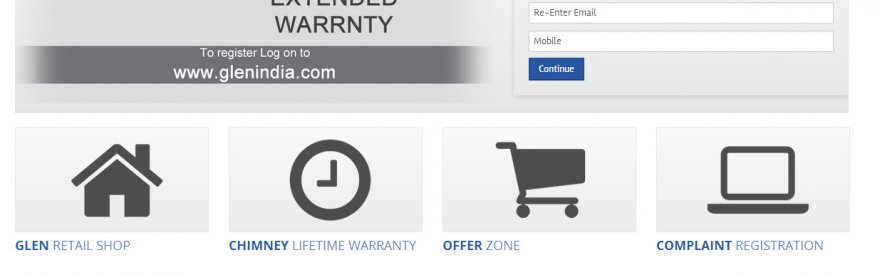 EXTENDED
WARRNTY
To register Log on to
www.glenindia.com
Re-Enter Email
Mobile
Continue
GLEN RETAIL SHOP
CHIMNEY LIFETIME WARRANTY
OFFER ZONE
COMPLAINT REGISTRATION